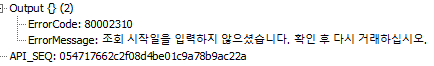 Output {} (2)
ErrorCode: 80002310
ErrorMessage: 조회 시작일을 입력하지 않으셨습니다. 확인 후 다시 거래하십시오.
API_SEQ: 054717662c2f08d4be01c9a78b9ac22a